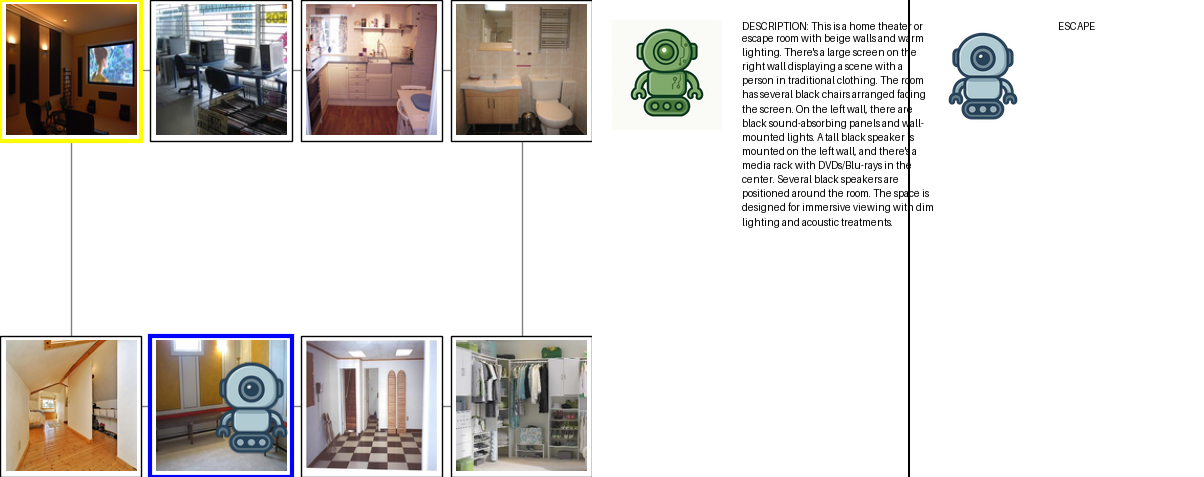 DESCRIPTION: This is a home theater or
escape room with beige walls and warm
lighting. There's a large screen on the
right wall displaying a scene with a
person in traditional clothing. The room
has several black chairs arranged facing
the screen. On the left wall, there are
black sound-absorbing panels and wall-
mounted lights. A tall black speaker is
mounted on the left wall, and there's a
media rack with DVDs/Blu-rays in the
center. Several black speakers are
positioned around the room. The space is
designed for immersive viewing with dim
lighting and acoustic treatments.
ESCAPE